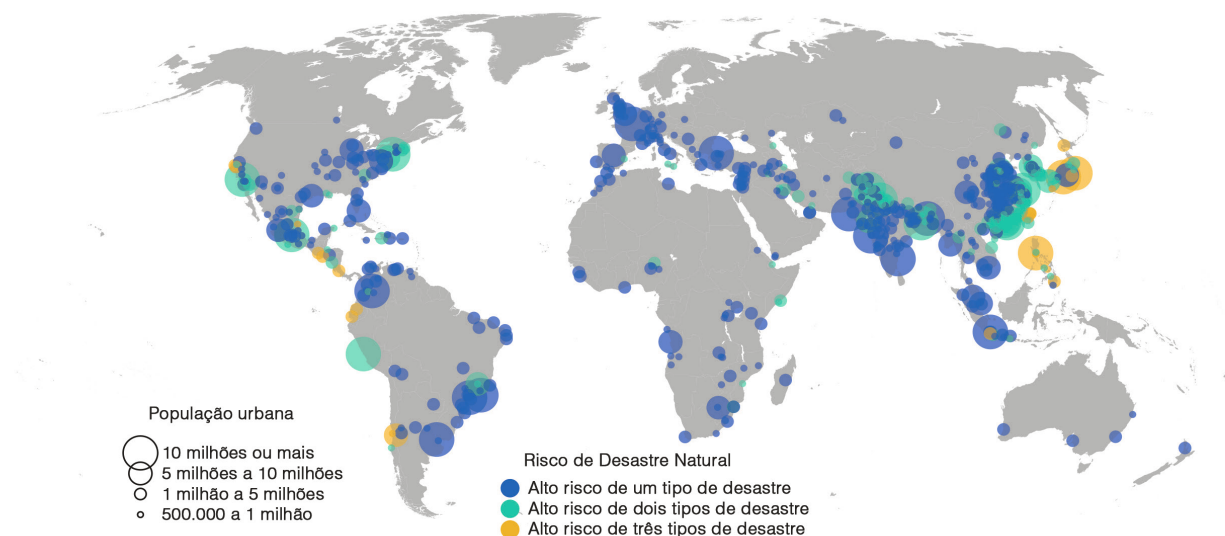 População urbana
10 milhões ou mais
5 milhões a 10 milhões
1 milhão a 5 milhões
500.000 a 1 milhão
Risco de Desastre Natural
Alto risco de um tipo de desastre
Alto risco de dois tipos de desastre
Alto risco de três tipos de desastre